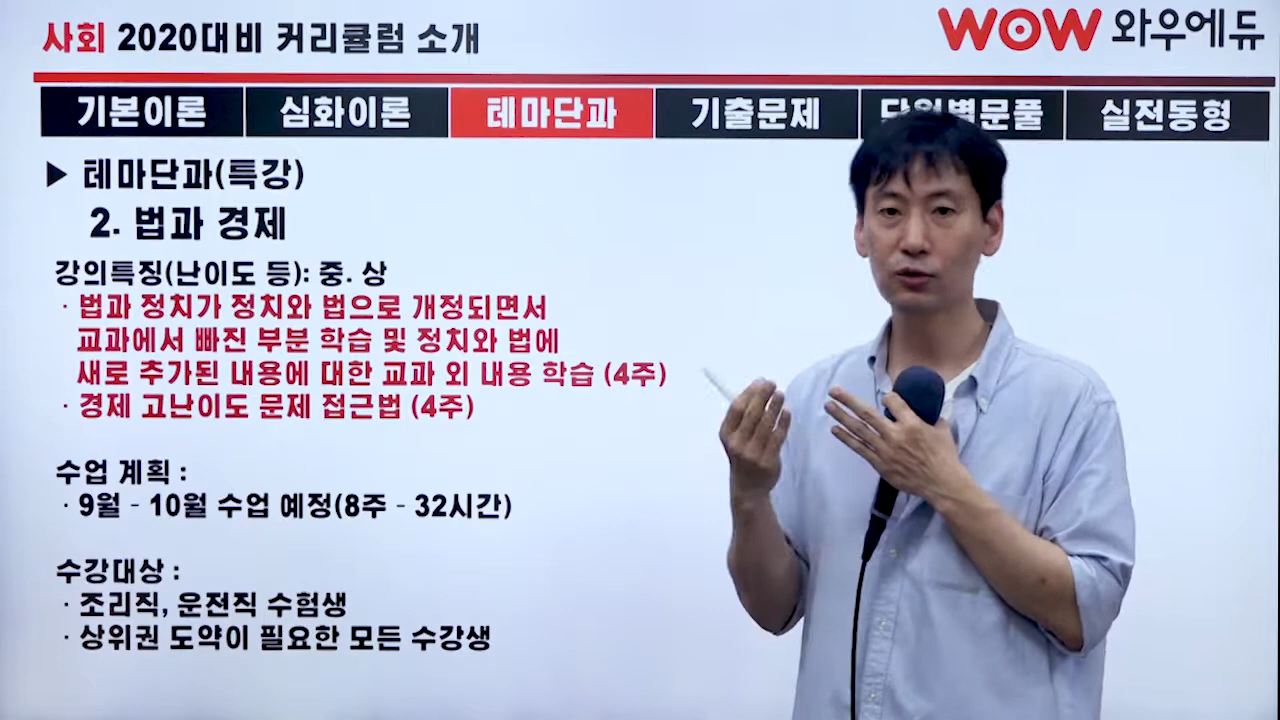 사회 2020대비 커리큘럼 소개
WOW 와우에듀
기본이론 심화이론 테마단과 기출문제 단원별문풀 실전동형
▶ 테마단과(특강)
2. 법과 경제
강의특징(난이도 등): 중. 상
· 법과 정치가 정치와 법으로 개정되면서
교과에서 빠진 부분 학습 및 정치와 법에
새로 추가된 내용에 대한 교과 외 내용 학습 (4주)
· 경제 고난이도 문제 접근법 (4주)
수업 계획 :
· 9월 - 10월 수업 예정(8주 - 32시간)
수강대상 :
· 조리직, 운전직 수험생
· 상위권 도약이 필요한 모든 수강생